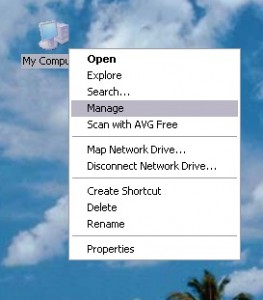 My Compu
Open
Explore
Search...
Manage
Scan with AVG Free
Map Network Drive...
Disconnect Network Drive...
Create Shortcut
Delete
Rename
Properties